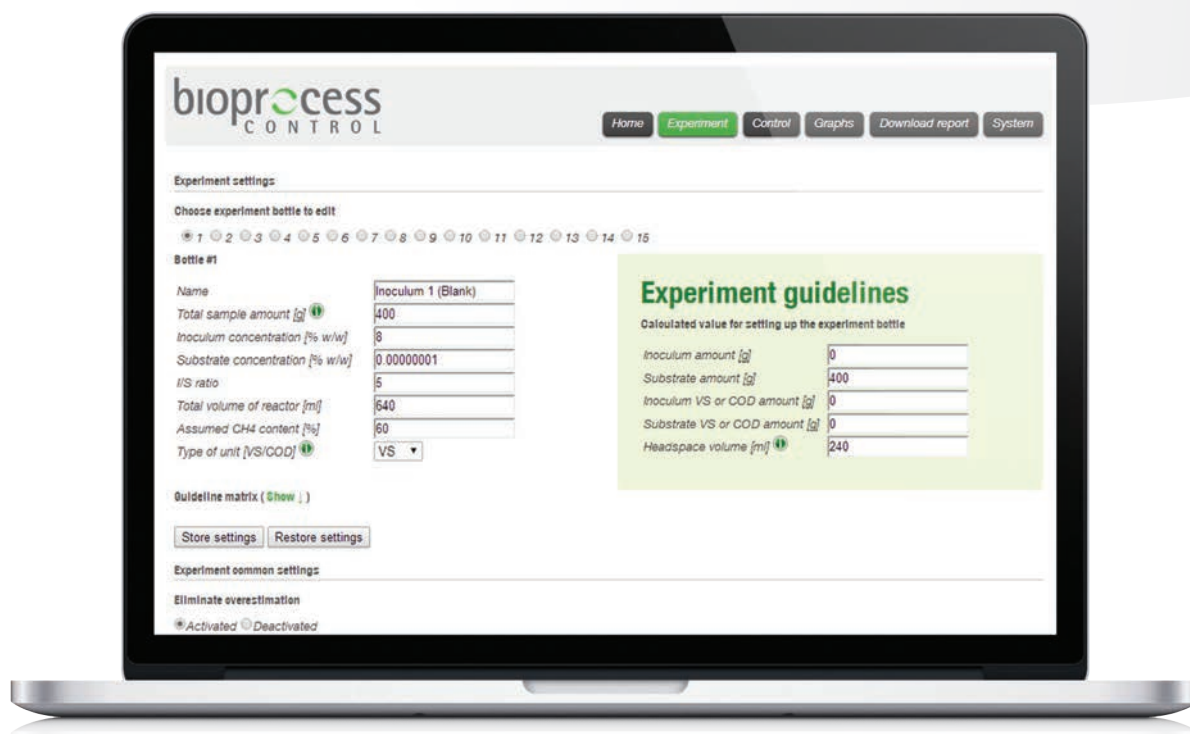 bioprocess
CONTROL
Home Experiment Control Graphs Download report System
Experiment settings
Choose experiment bottle to edit
1 2 3 4 5 6 7 8 9 10 11 12 13 14 15
Bottle #1
Name Inoculum 1 (Blank)
Total sample amount [g] 400
Inoculum concentration [% w/w] 8
Substrate concentration [% w/w] 0.00000001
I/S ratio 5
Total volume of reactor [ml] 640
Assumed CH4 content [%] 60
Type of unit [VS/COD] VS
Experiment guidelines
Calculated value for setting up the experiment bottle
Inoculum amount [g] 0
Substrate amount [g] 400
Inoculum VS or COD amount [g] 0
Substrate VS or COD amount [g] 0
Headspace volume [ml] 240
Guideline matrix ( Show ↓ )
Store settings Restore settings
Experiment common settings
Eliminate overestimation
Activated Deactivated